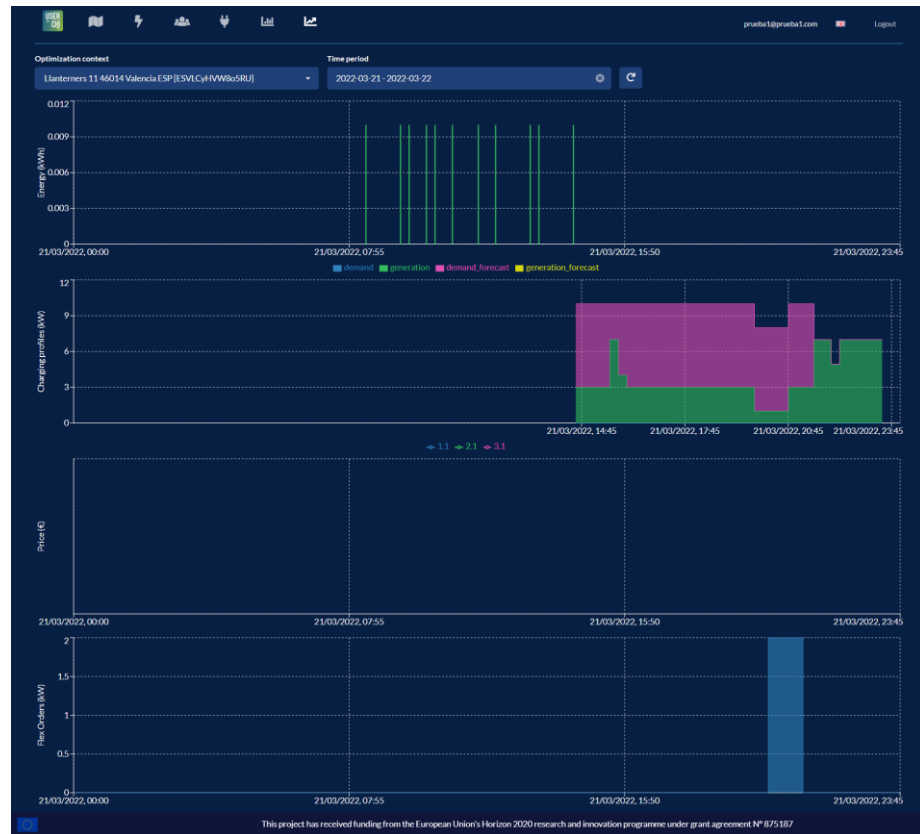 USER
CHI
prueba1@prueba1.com
Logout
Optimization context
Time period
Llanterners 11 46014 Valencia ESP [ESVLCyHVW8o5RU]
2022-03-21 - 2022-03-22
0.012
0.009
0.006
0.003
0
Energy (kWh)
21/03/2022, 00:00
21/03/2022, 07:55
21/03/2022, 15:50
21/03/2022, 23:45
demand generation demand_forecast generation_forecast
12
9
6
3
0
Charging profiles (kW)
21/03/2022, 14:45
21/03/2022, 17:45
21/03/2022, 20:45
21/03/2022, 23:45
1.1 2.1 3.1
Price (€)
21/03/2022, 00:00
21/03/2022, 07:55
21/03/2022, 15:50
21/03/2022, 23:45
2
1.5
1
0.5
0
Flex Orders (kW)
21/03/2022, 00:00
21/03/2022, 07:55
21/03/2022, 15:50
21/03/2022, 23:45
This project has received funding from the European Union's Horizon 2020 research and innovation programme under grant agreement Nº 875187